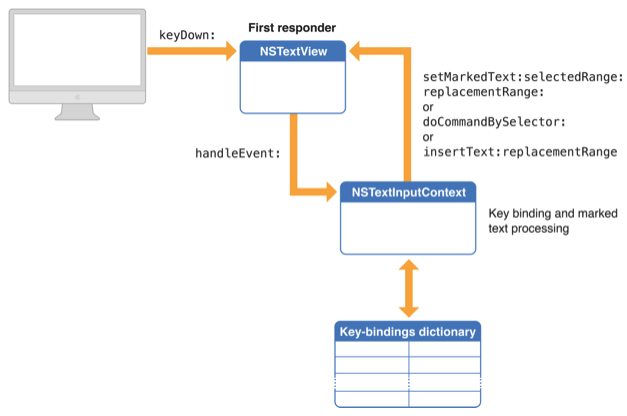 First responder
keyDown:
NSTextView
setMarkedText:selectedRange:
replacementRange:
or
doCommandBySelector:
or
insertText:replacementRange
handleEvent:
NSTextInputContext
Key binding and marked
text processing
Key-bindings dictionary